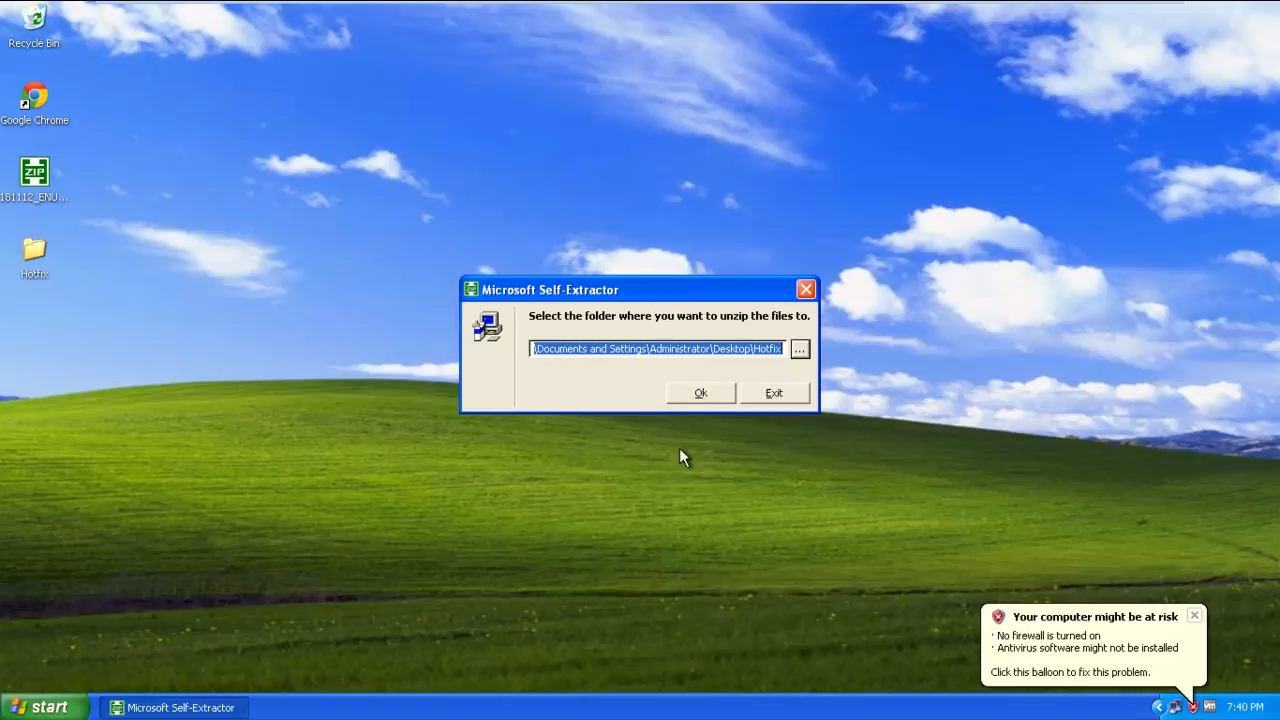 Recycle Bin
Google Chrome
ZIP
181112_ENU...
Hotfix
Microsoft Self-Extractor
Select the folder where you want to unzip the files to.
\Documents and Settings\Administrator\Desktop\Hotfix
...
Ok
Exit
Your computer might be at risk
· No firewall is turned on
· Antivirus software might not be installed
Click this balloon to fix this problem.
start
Microsoft Self-Extractor
7:40 PM